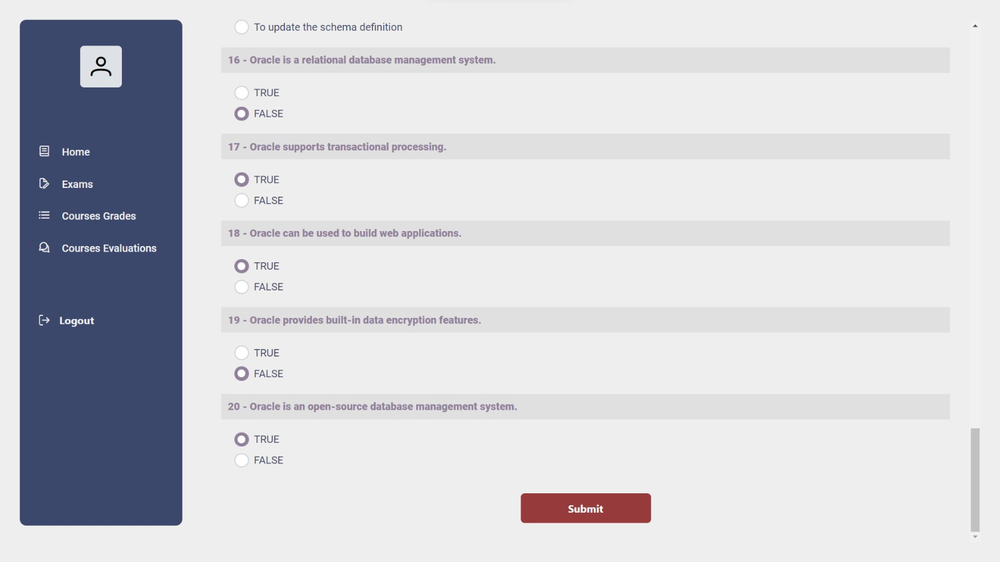 Home
Exams
Courses Grades
Courses Evaluations
Logout
To update the schema definition
16 - Oracle is a relational database management system.
TRUE
FALSE
17 - Oracle supports transactional processing.
TRUE
FALSE
18 - Oracle can be used to build web applications.
TRUE
FALSE
19 - Oracle provides built-in data encryption features.
TRUE
FALSE
20 - Oracle is an open-source database management system.
TRUE
FALSE
Submit